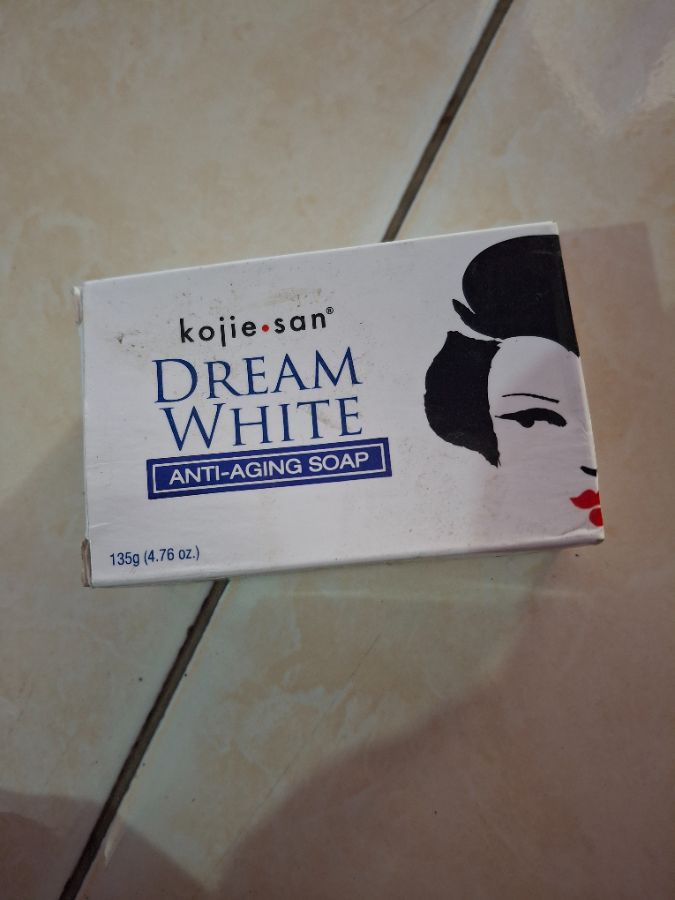 kojie•san®
DREAM
WHITE
ANTI-AGING SOAP
135g (4.76 oz.)